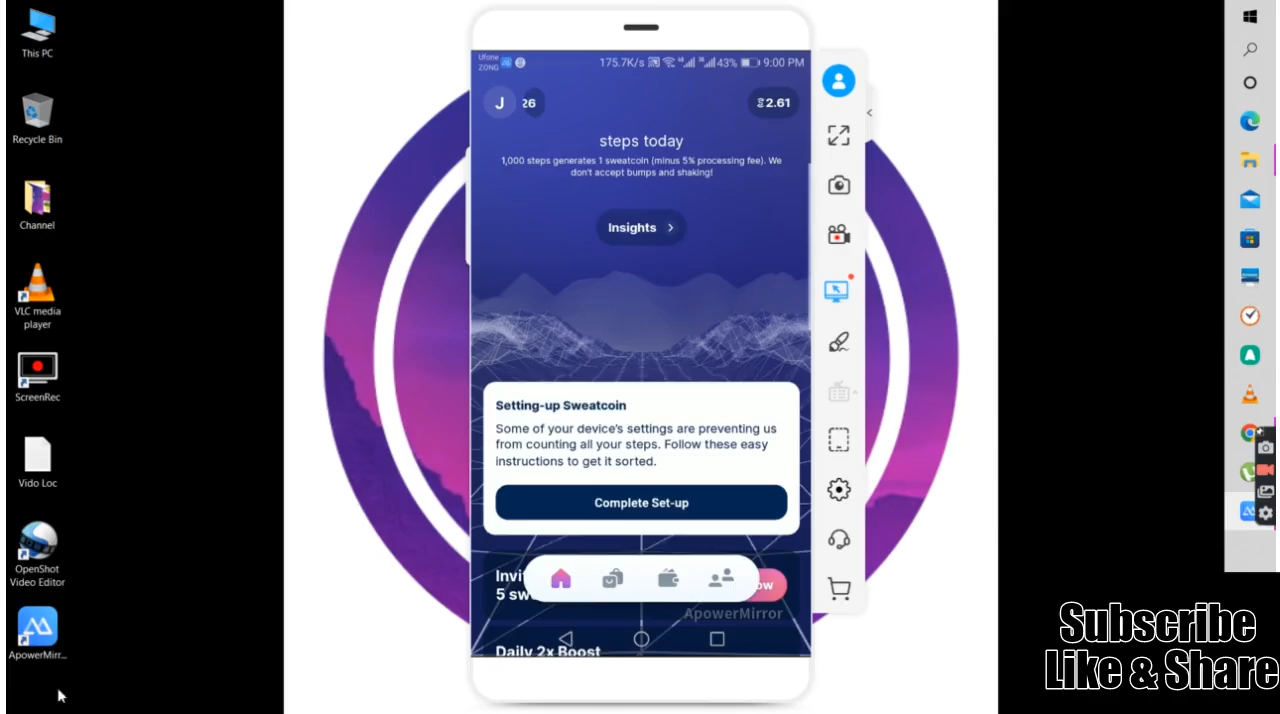 This PC
Recycle Bin
Channel
VLC media
player
ScreenRec
Vido Loc
OpenShot
Video Editor
ApowerMirr...
Ufone
ZONG
175.7K/s
43%
9:00 PM
J
26
2.61
steps today
1,000 steps generates 1 sweatcoin (minus 5% processing fee). We
don't accept bumps and shaking!
Insights
Setting-up Sweatcoin
Some of your device's settings are preventing us
from counting all your steps. Follow these easy
instructions to get it sorted.
Complete Set-up
Invi
5 sw
ow
ApowerMirror
Daily 2x Boost
Subscribe
Like & Share